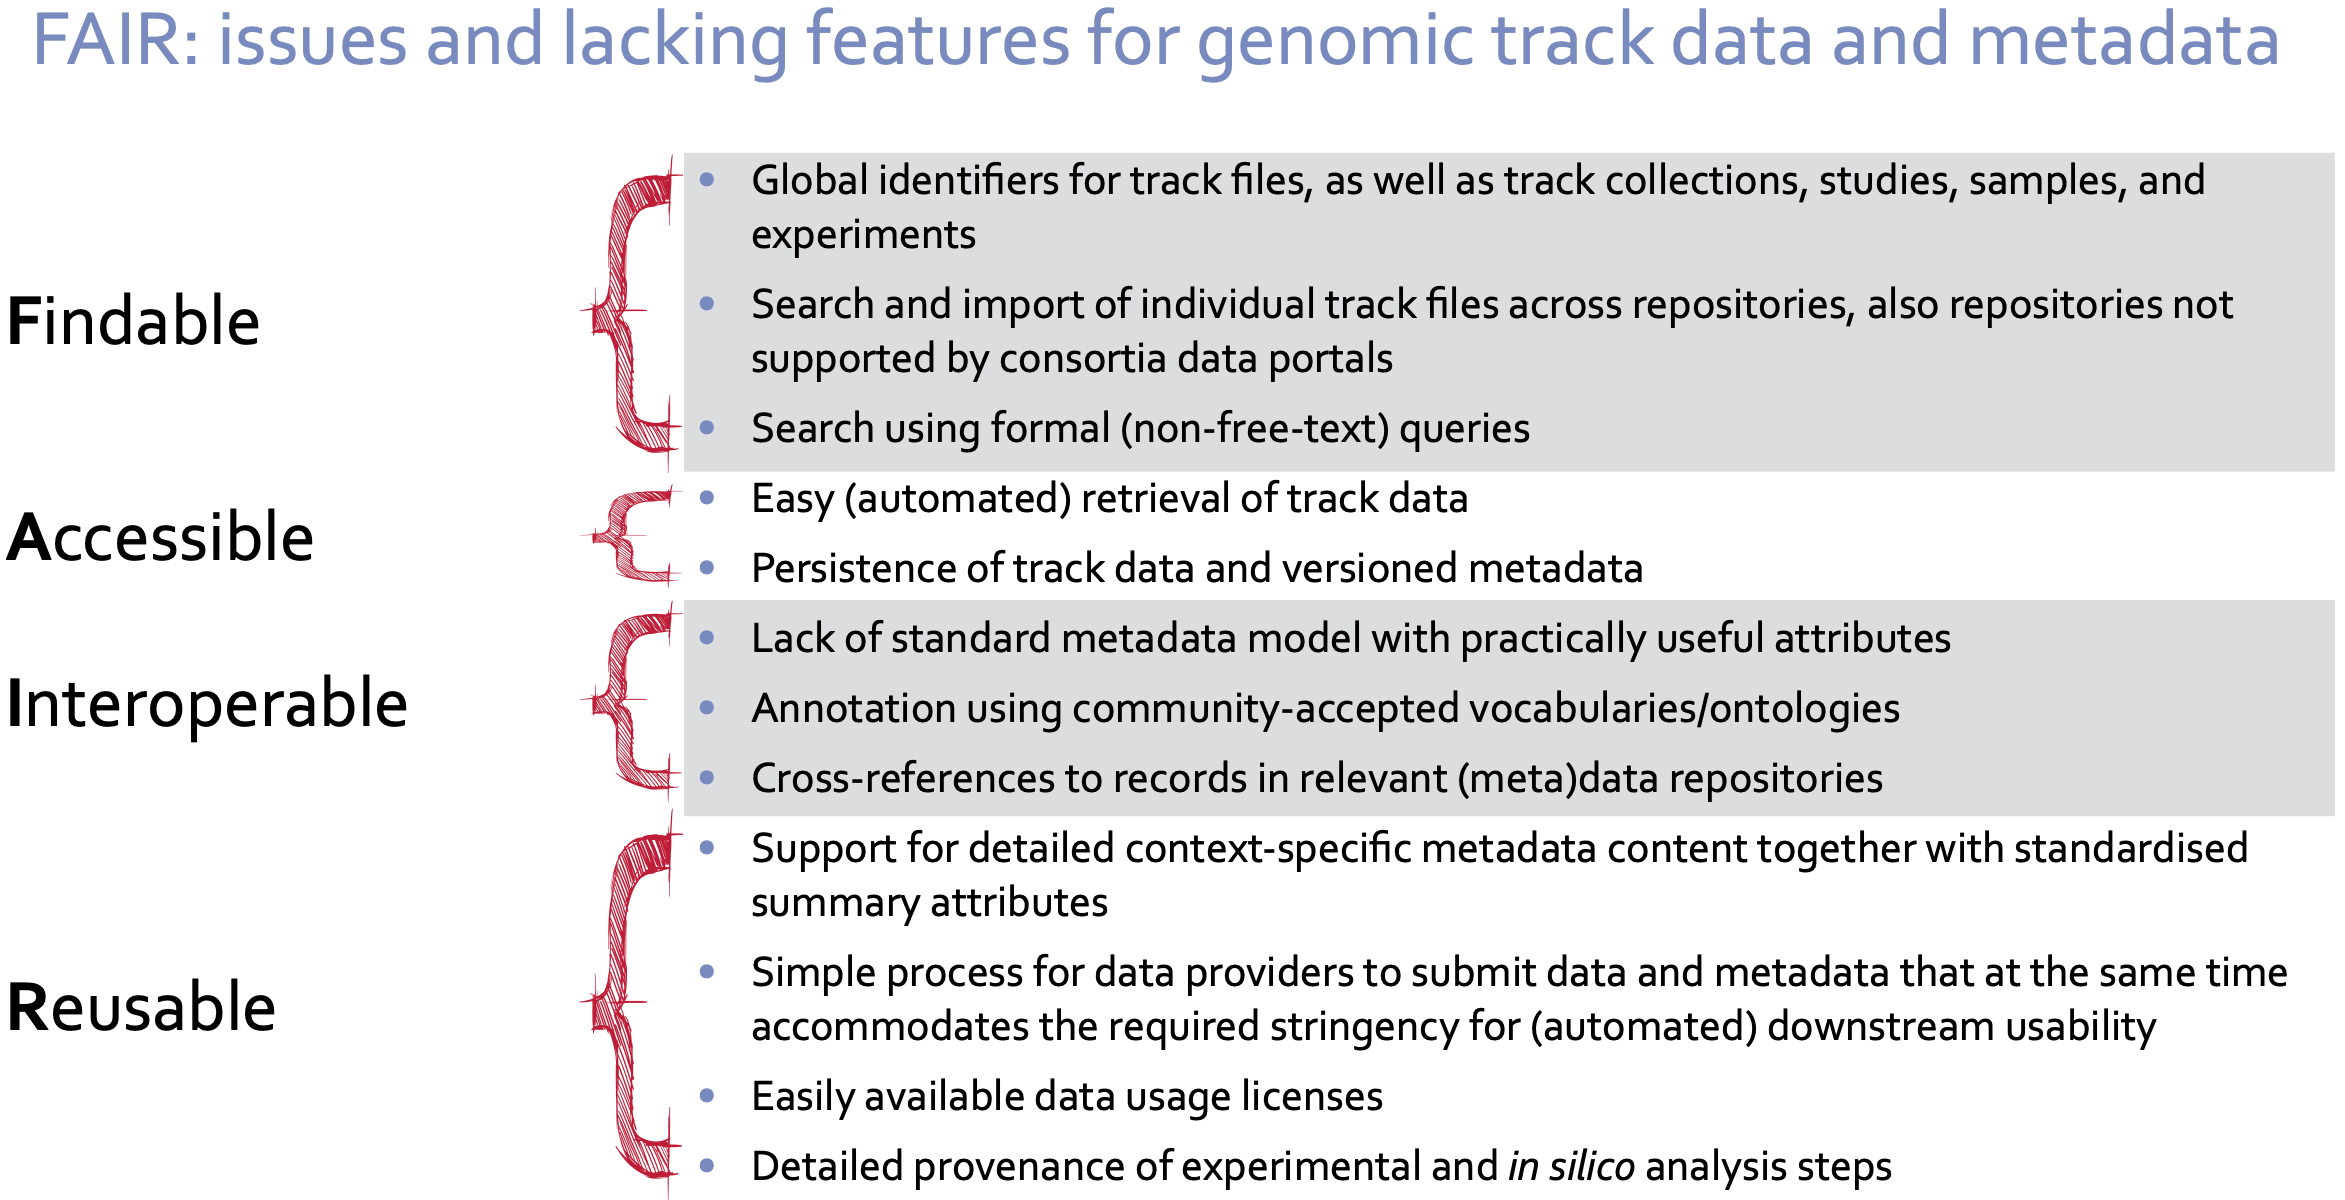 FAIR: issues and lacking features for genomic track data and metadata
Findable
• Global identifiers for track files, as well as track collections, studies, samples, and
experiments
• Search and import of individual track files across repositories, also repositories not
supported by consortia data portals
• Search using formal (non-free-text) queries
Accessible
• Easy (automated) retrieval of track data
• Persistence of track data and versioned metadata
Interoperable
• Lack of standard metadata model with practically useful attributes
• Annotation using community-accepted vocabularies/ontologies
• Cross-references to records in relevant (meta)data repositories
Reusable
• Support for detailed context-specific metadata content together with standardised
summary attributes
• Simple process for data providers to submit data and metadata that at the same time
accommodates the required stringency for (automated) downstream usability
• Easily available data usage licenses
• Detailed provenance of experimental and in silico analysis steps